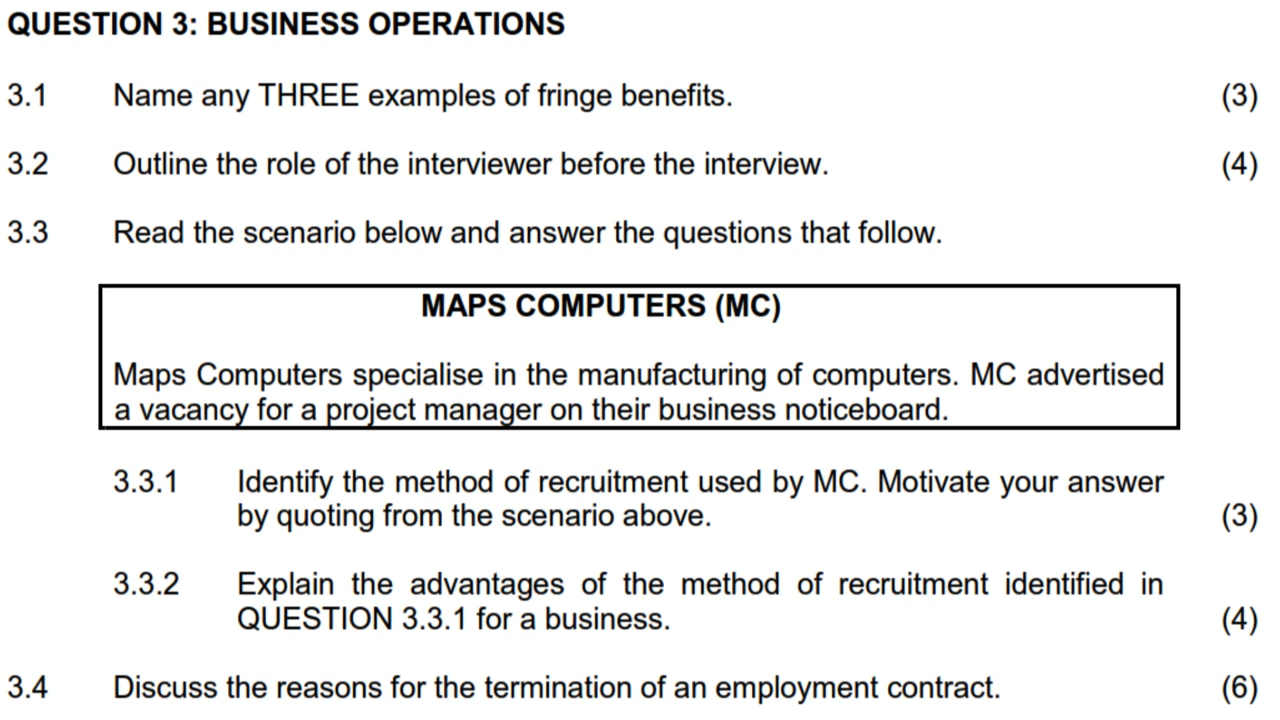 QUESTION 3: BUSINESS OPERATIONS
3.1 Name any THREE examples of fringe benefits. (3)
3.2 Outline the role of the interviewer before the interview. (4)
3.3 Read the scenario below and answer the questions that follow.
MAPS COMPUTERS (MC)
Maps Computers specialise in the manufacturing of computers. MC advertised
a vacancy for a project manager on their business noticeboard.
3.3.1 Identify the method of recruitment used by MC. Motivate your answer
by quoting from the scenario above. (3)
3.3.2 Explain the advantages of the method of recruitment identified in
QUESTION 3.3.1 for a business. (4)
3.4 Discuss the reasons for the termination of an employment contract. (6)